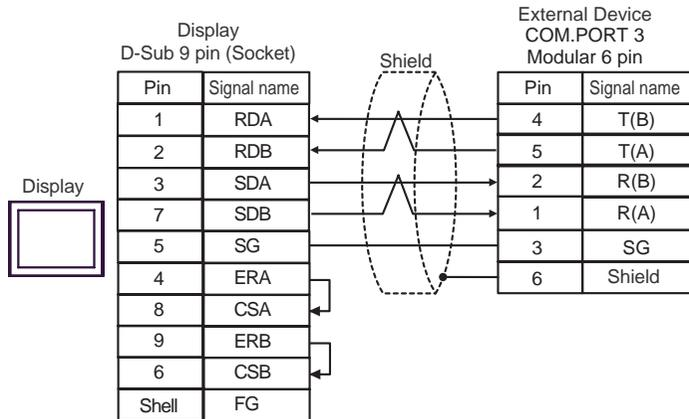 Display
D-Sub 9 pin (Socket)
Shield
External Device
COM.PORT 3
Modular 6 pin
Display
Pin Signal name
1 RDA
2 RDB
3 SDA
7 SDB
5 SG
4 ERA
8 CSA
9 ERB
6 CSB
Shell FG
Pin Signal name
4 T(B)
5 T(A)
2 R(B)
1 R(A)
3 SG
6 Shield